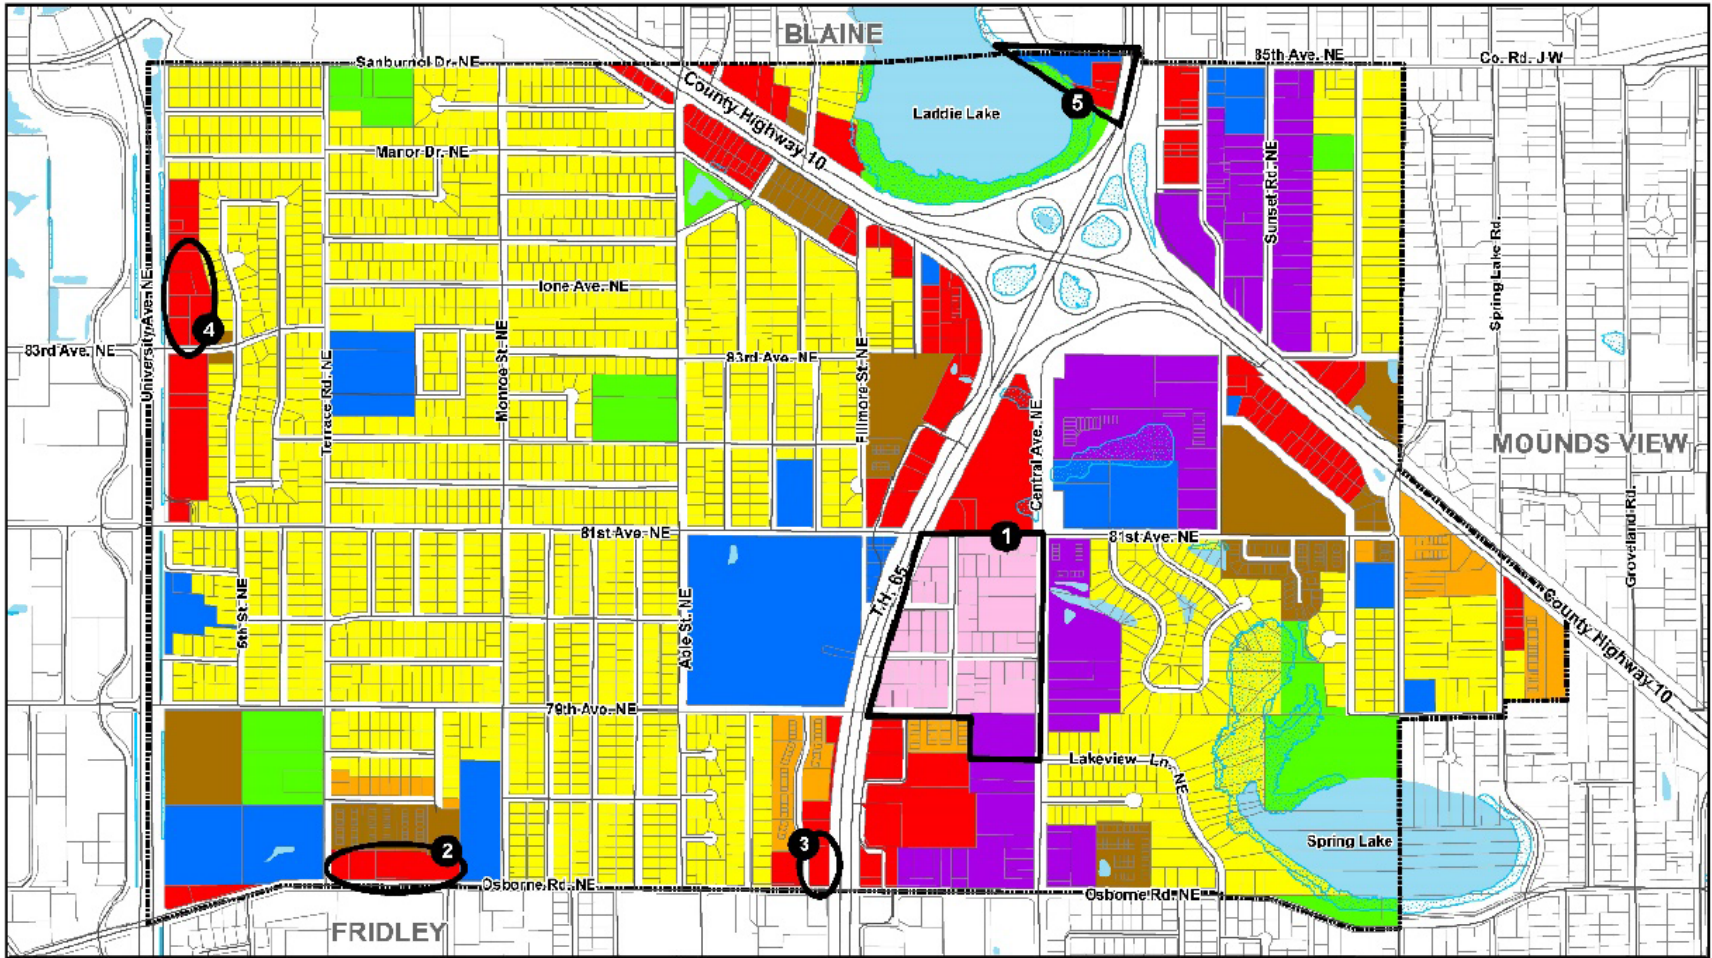 BLAINE
Sanburnol Dr. NE
85th Ave. NE
Co. Rd. J-W
County Highway 10
5
Laddie Lake
Manor Dr. NE
Sunset Rd. NE
Spring Lake Rd.
University Ave. NE
Ione Ave. NE
4
83rd Ave. NE
83rd Ave. NE
Terrace Rd. NE
Monroe St. NE
Fillmore St. NE
Central Ave. NE
MOUNDS VIEW
Groveland Rd.
81st Ave. NE
1
81st Ave. NE
T.H. 65
5th St. NE
Able St. NE
County Highway 10
79th Ave. NE
Lakeview Ln. NE
Spring Lake
2
3
Osborne Rd. NE
Osborne Rd. NE
FRIDLEY